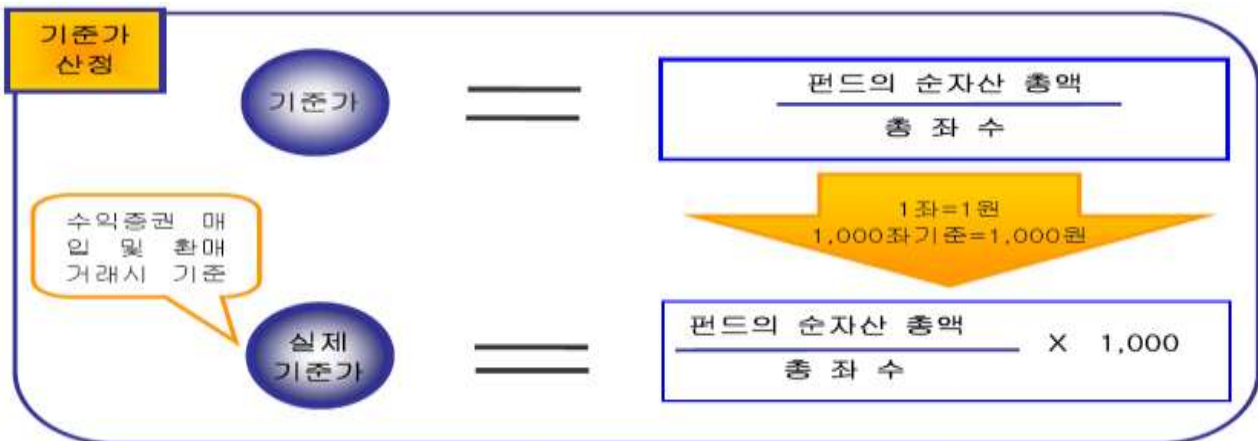 기준가
산정
기준가
펀드의 순자산 총액
총 좌 수
1좌=1원
1,000좌기준=1,000원
수익증권 매
입 및 환매
거래시 기준
실제
기준가
펀드의 순자산 총액
총 좌 수
X 1,000